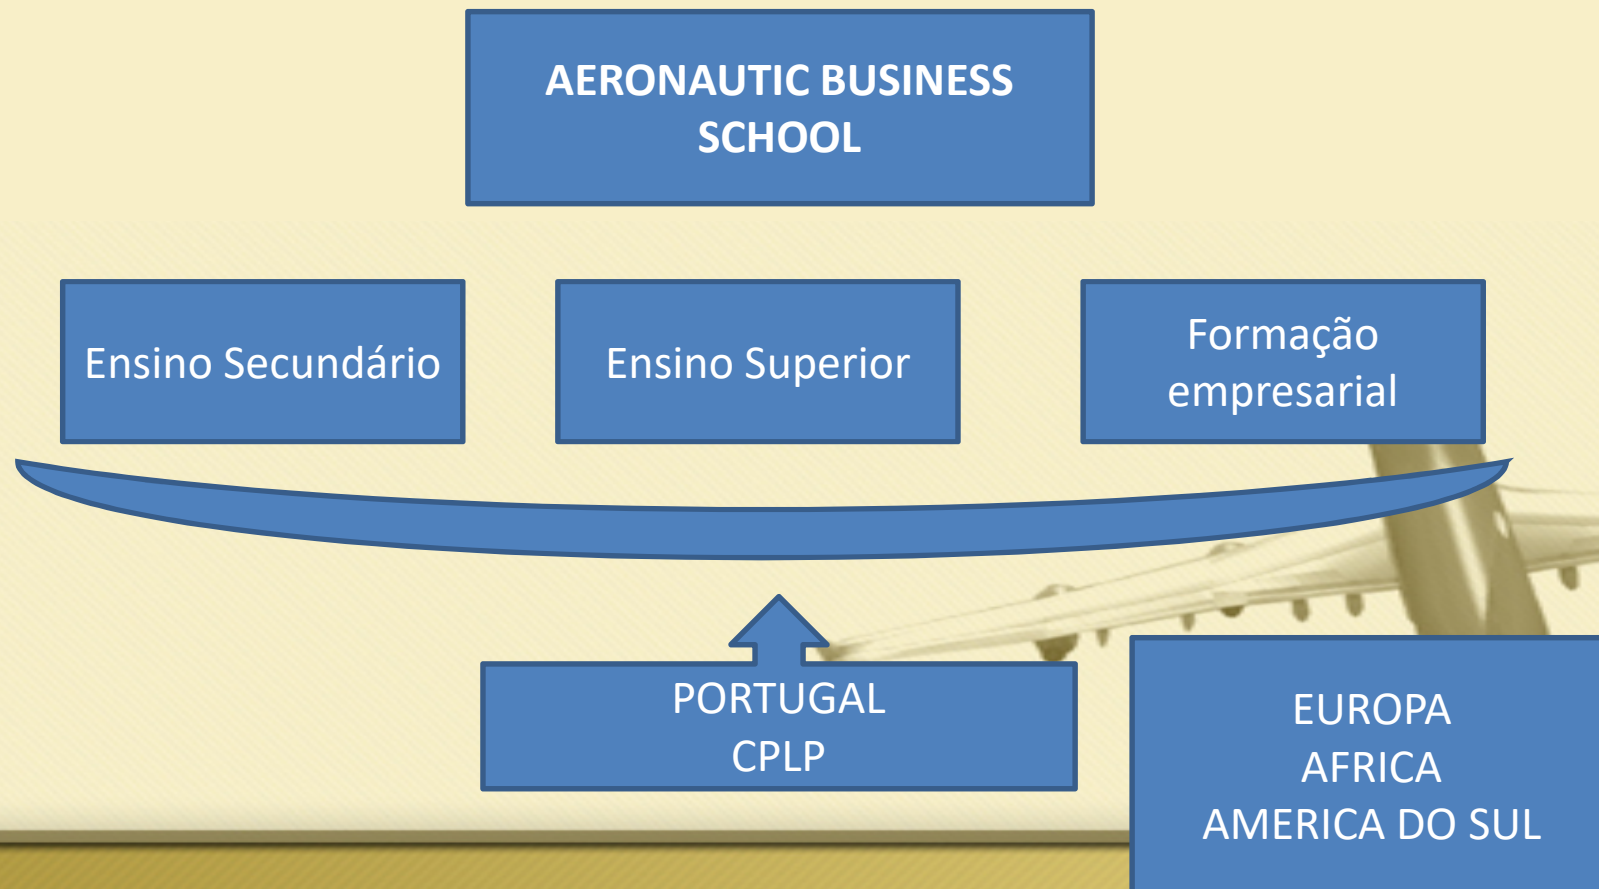 AERONAUTIC BUSINESS
SCHOOL
Ensino Secundário
Ensino Superior
Formação
empresarial
PORTUGAL
CPLP
EUROPA
AFRICA
AMERICA DO SUL